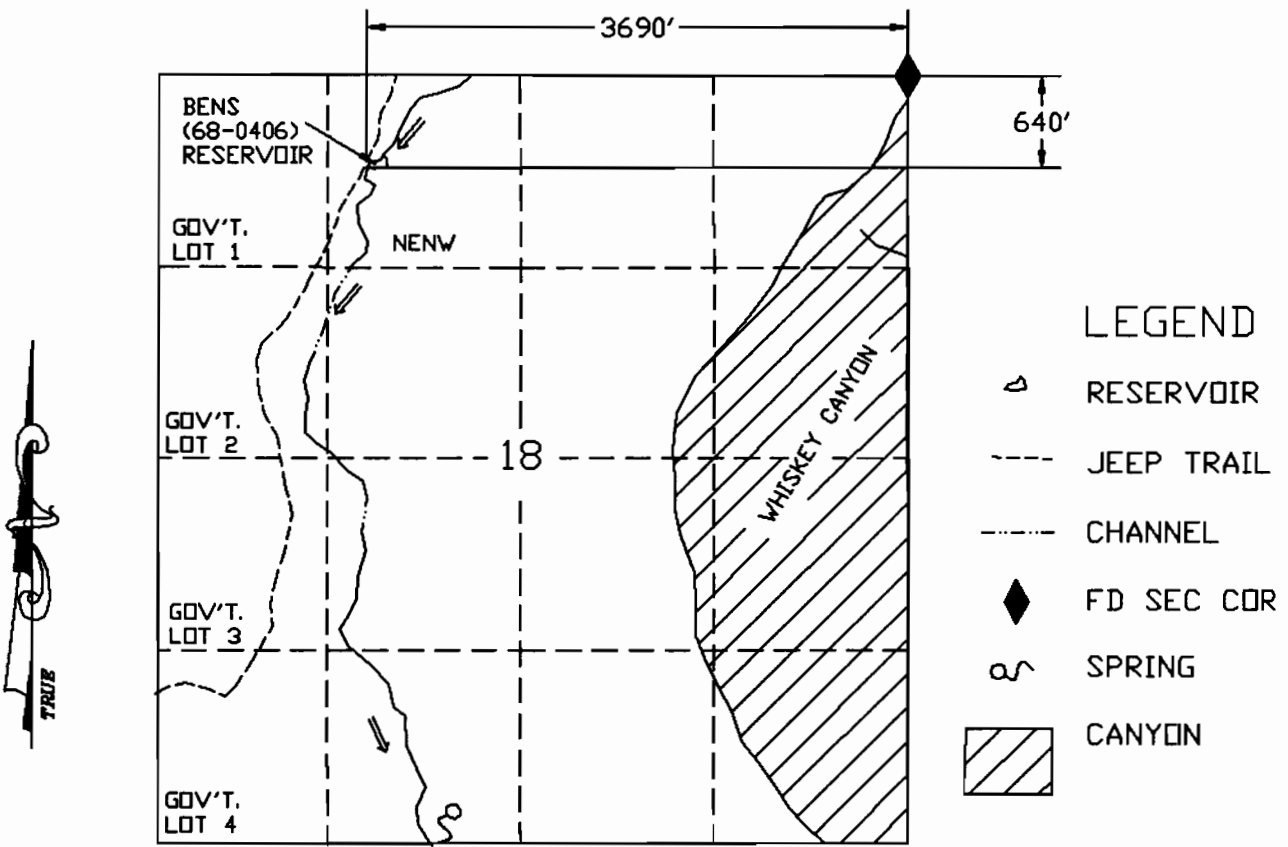 3690'
640'
BENS
(68-0406)
RESERVOIR
GOV'T.
LOT 1
NENW
GOV'T.
LOT 2
18
WHISKEY CANYON
GOV'T.
LOT 3
GOV'T.
LOT 4
TRUE
LEGEND
RESERVOIR
JEEP TRAIL
CHANNEL
FD SEC COR
SPRING
CANYON